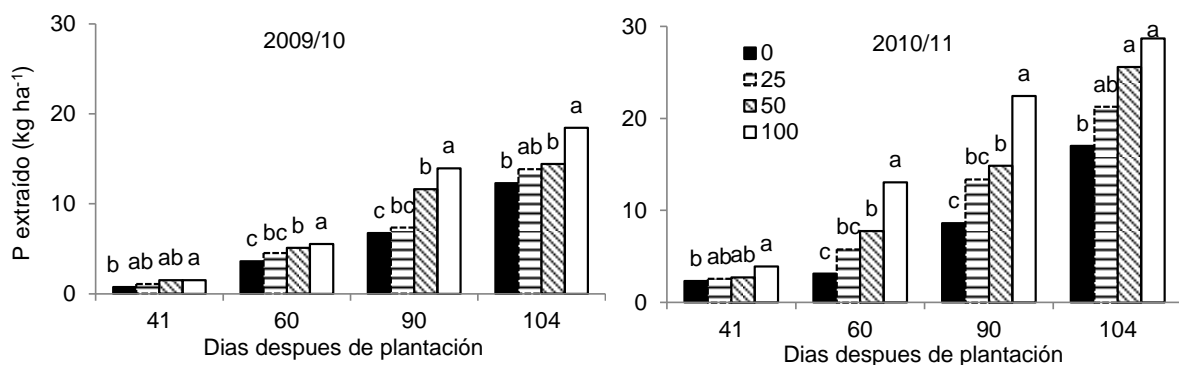 P extraído (kg ha-1)
30
20
10
0
2009/10
b ab ab a
c bc b a
c bc b a
b ab b a
41 60 90 104
Dias despues de plantación
30
20
10
0
2010/11
0
25
50
100
b ab ab a
c bc b a
c bc b a
b ab a a
41 60 90 104
Dias despues de plantación